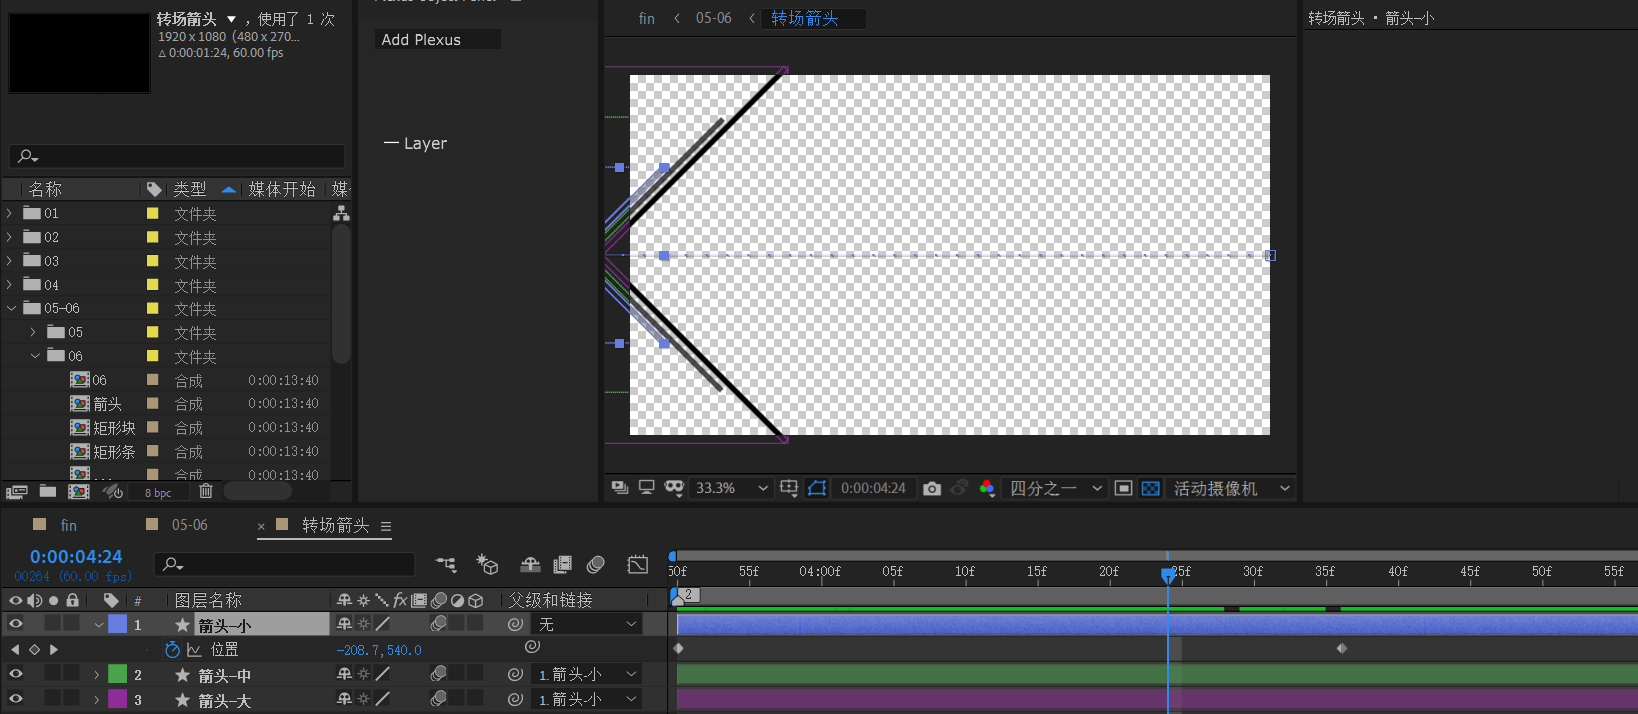 转场箭头 ▼ , 使用了 1 次
1920 x 1080 (480 x 270...
△ 0:00:01:24, 60.00 fps
Add Plexus
Layer
fin < 05-06 < 转场箭头
转场箭头 • 箭头-小
名称 类型 媒体开始
01 文件夹
02 文件夹
03 文件夹
04 文件夹
05-06 文件夹
05 文件夹
06 文件夹
06 合成 0:00:13:40
箭头 合成 0:00:13:40
矩形块 合成 0:00:13:40
矩形条 合成 0:00:13:40
... 合成 0:00:13:40
8 bpc
33.3% 0:00:04:24 四分之一 活动摄像机
fin 05-06 × 转场箭头
0:00:04:24
00264 (60.00 fps)
50f 55f 04:00f 05f 10f 15f 20f 25f 30f 35f 40f 45f 50f 55f
2
# 图层名称 fx 父级和链接
1 箭头-小 无
位置 -208.7,540.0
2 箭头-中 1.箭头-小
3 箭头-大 1.箭头-小